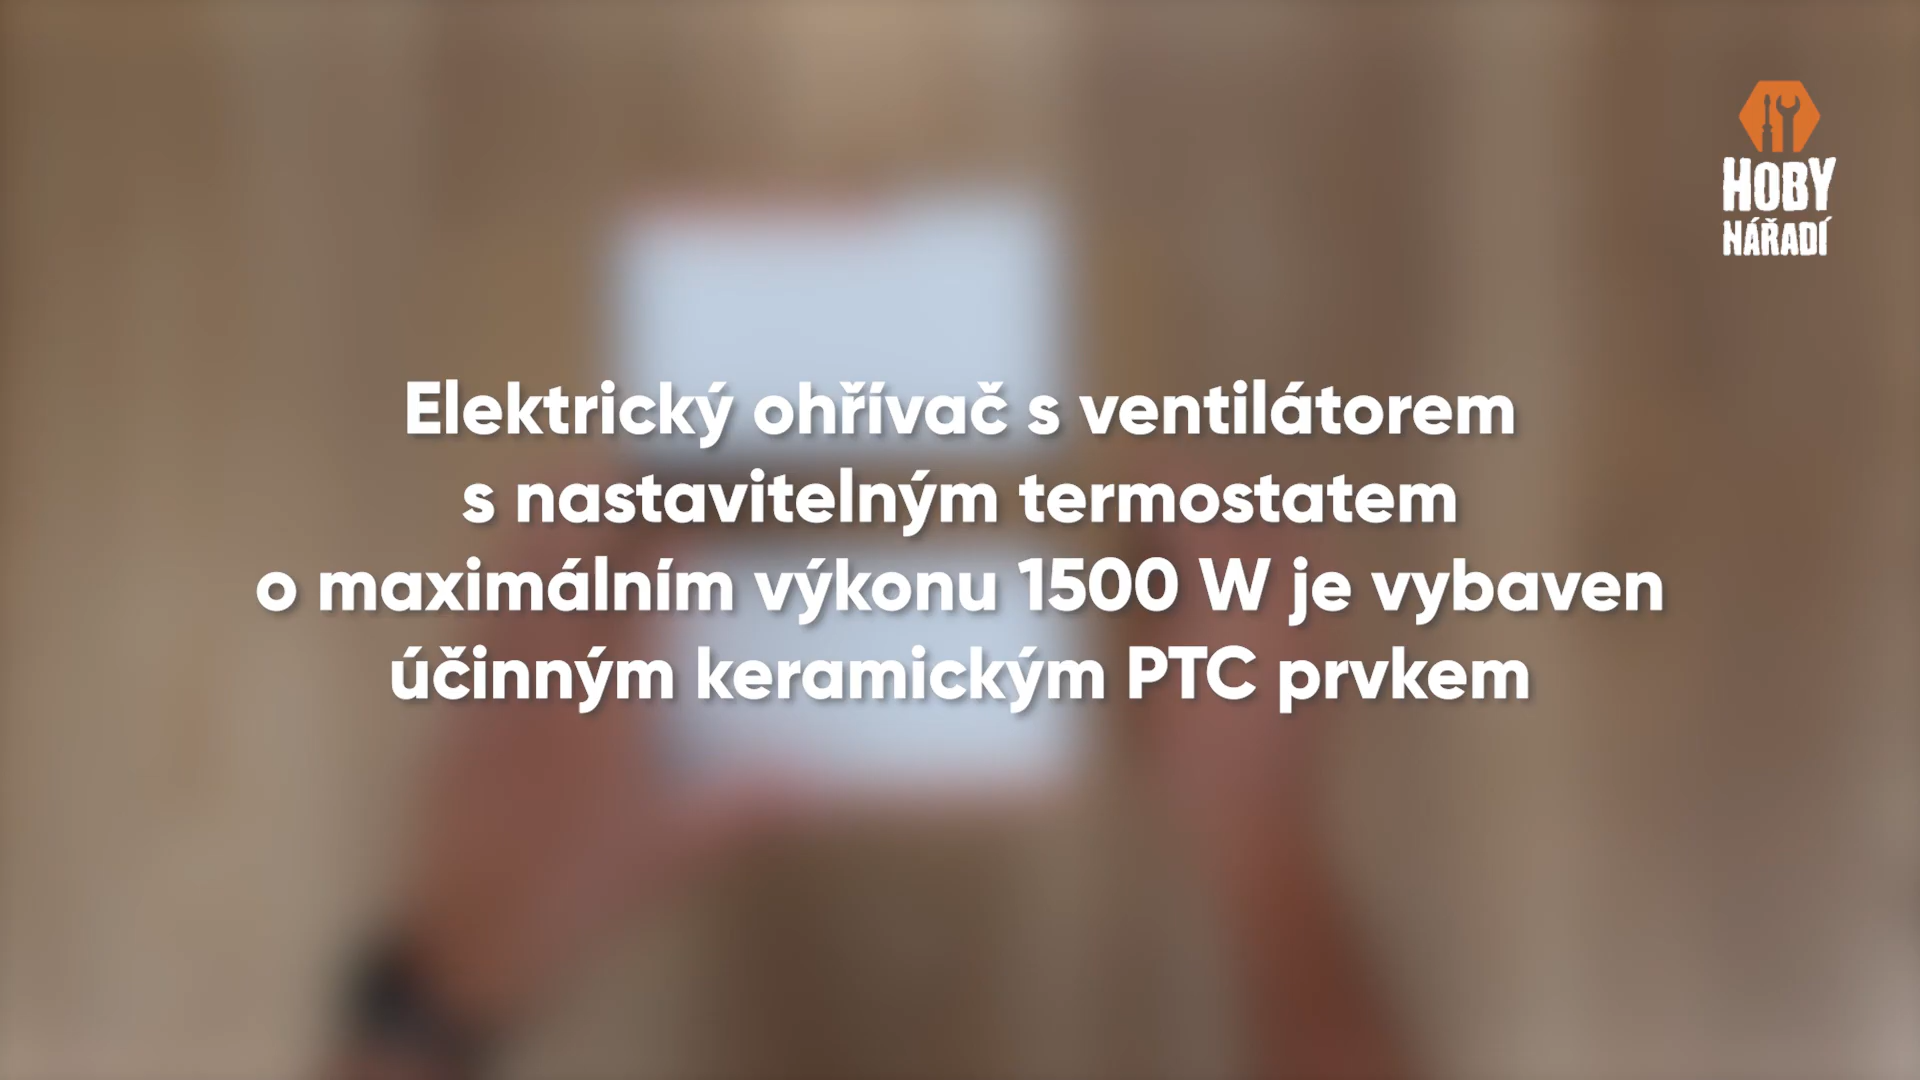 HOBY
NÁŘADÍ
Elektrický ohřívač s ventilátorem
s nastavitelným termostatem
o maximálním výkonu 1500 W je vybaven
účinným keramickým PTC prvkem